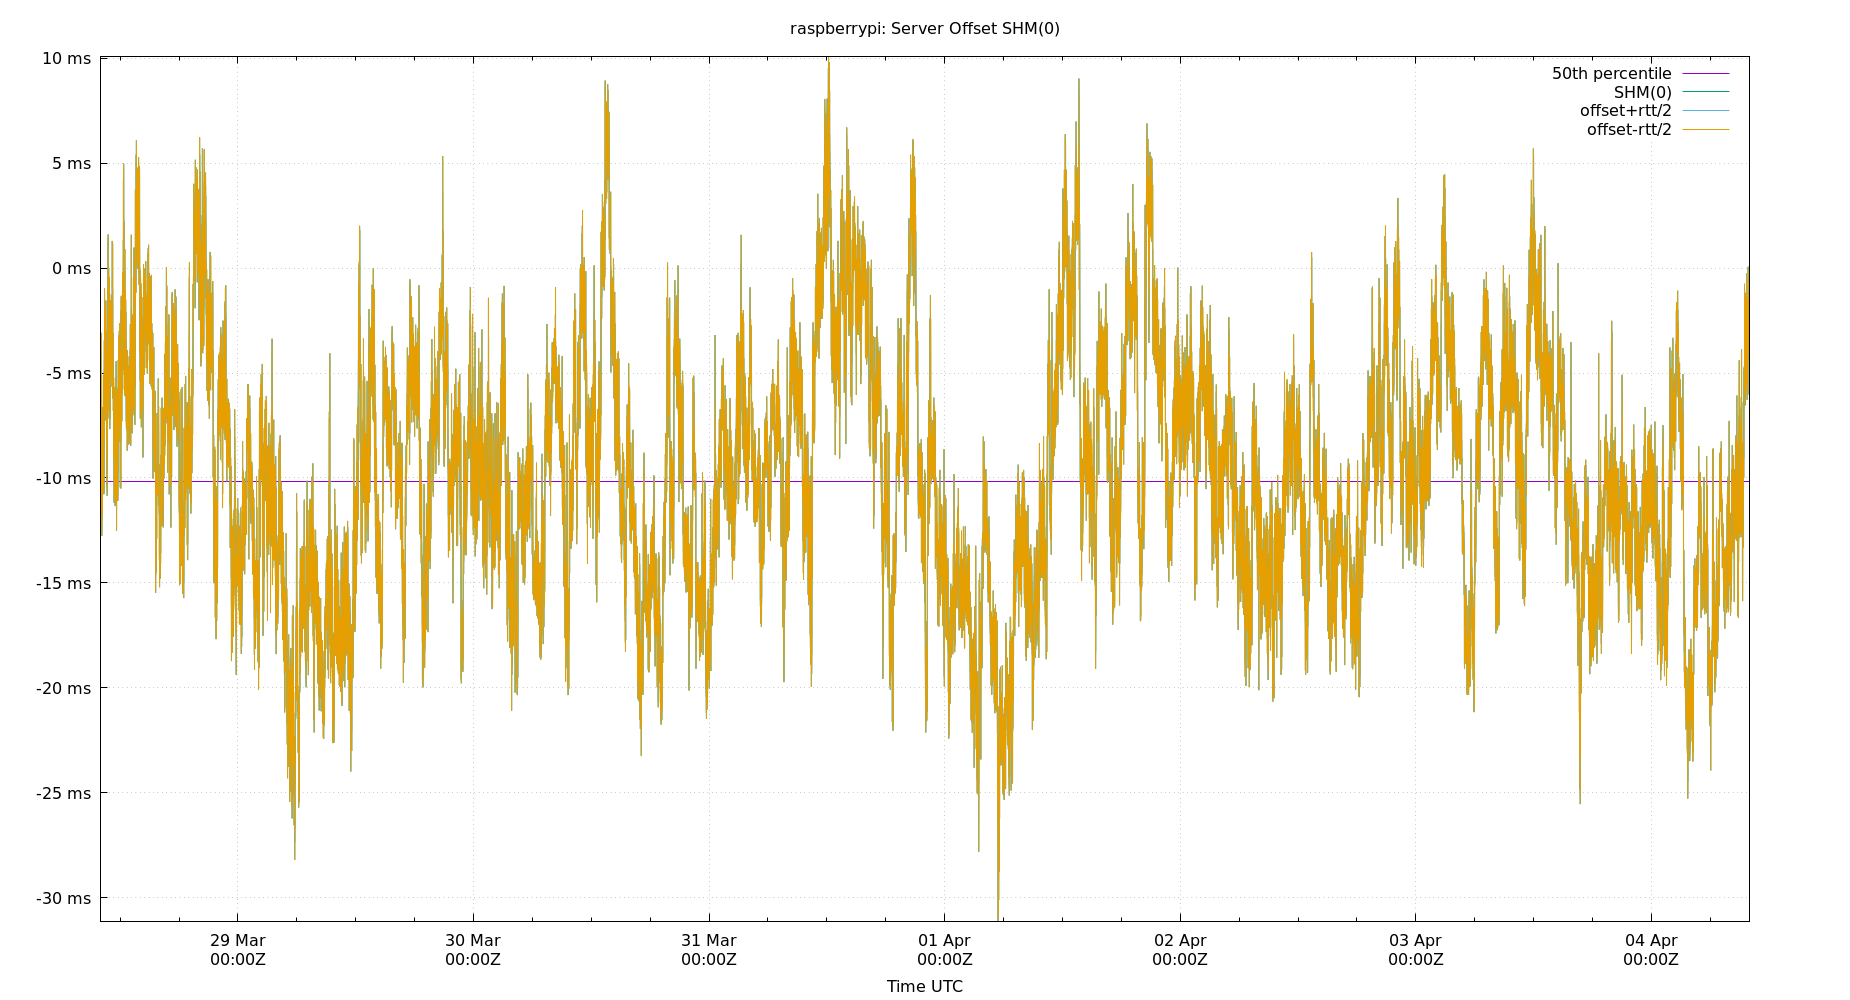 raspberrypi: Server Offset SHM(0)
10 ms
5 ms
0 ms
-5 ms
-10 ms
-15 ms
-20 ms
-25 ms
-30 ms
50th percentile
SHM(0)
offset+rtt/2
offset-rtt/2
29 Mar
00:00Z
30 Mar
00:00Z
31 Mar
00:00Z
01 Apr
00:00Z
02 Apr
00:00Z
03 Apr
00:00Z
04 Apr
00:00Z
Time UTC